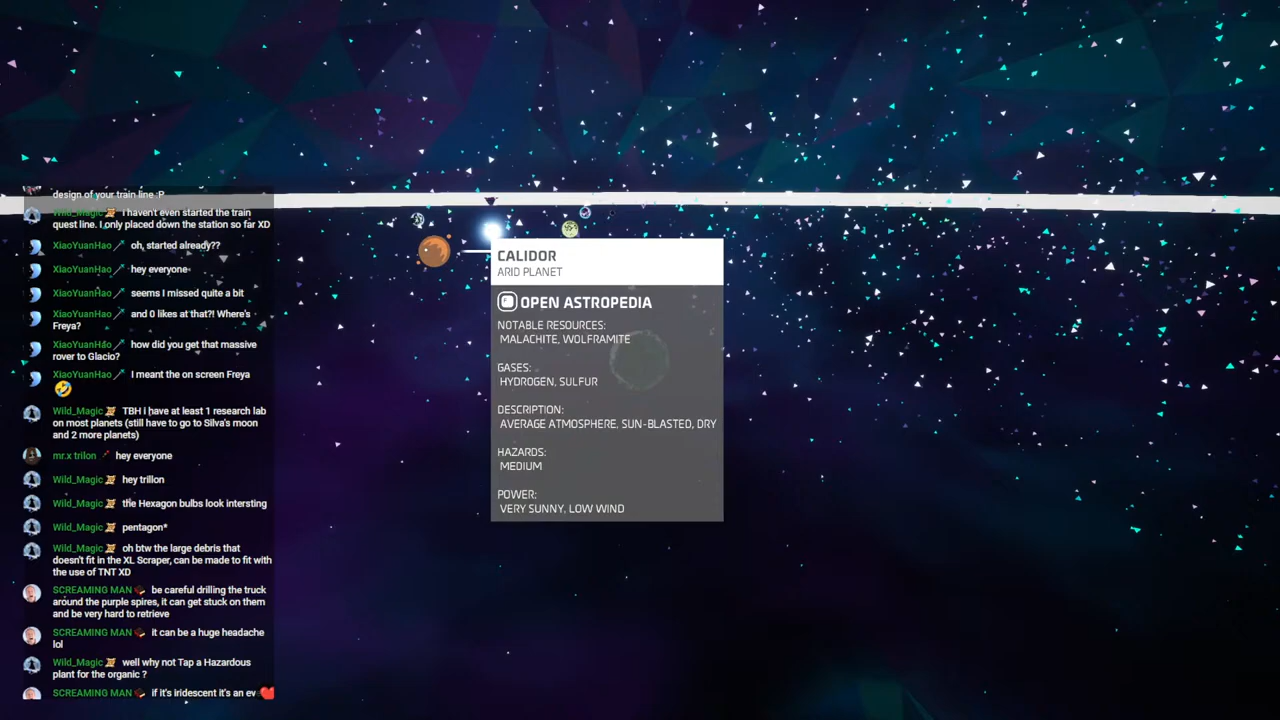 design of your train line :P
Wild_Magic I haven't even started the train
quest line. I only placed down the station so far XD
XiaoYuanHao oh, started already??
XiaoYuanHao hey everyone
XiaoYuanHao seems I missed quite a bit
XiaoYuanHao and 0 likes at that?! Where's
Freya?
XiaoYuanHao how did you get that massive
rover to Glacio?
XiaoYuanHao I meant the on screen Freya
Wild_Magic TBH i have at least 1 research lab
on most planets (still have to go to Silva's moon
and 2 more planets)
mr.x trilon hey everyone
Wild_Magic hey trillon
Wild_Magic the Hexagon bulbs look intersting
Wild_Magic pentagon*
Wild_Magic oh btw the large debris that
doesn't fit in the XL Scraper, can be made to fit with
the use of TNT XD
SCREAMING MAN be careful drilling the truck
around the purple spires, it can get stuck on them
and be very hard to retrieve
SCREAMING MAN it can be a huge headache
lol
Wild_Magic well why not Tap a Hazardous
plant for the organic ?
SCREAMING MAN if it's iridescent it's an ev
CALIDOR
ARID PLANET
OPEN ASTROPEDIA
NOTABLE RESOURCES:
MALACHITE, WOLFRAMITE
GASES:
HYDROGEN, SULFUR
DESCRIPTION:
AVERAGE ATMOSPHERE, SUN-BLASTED, DRY
HAZARDS:
MEDIUM
POWER:
VERY SUNNY, LOW WIND